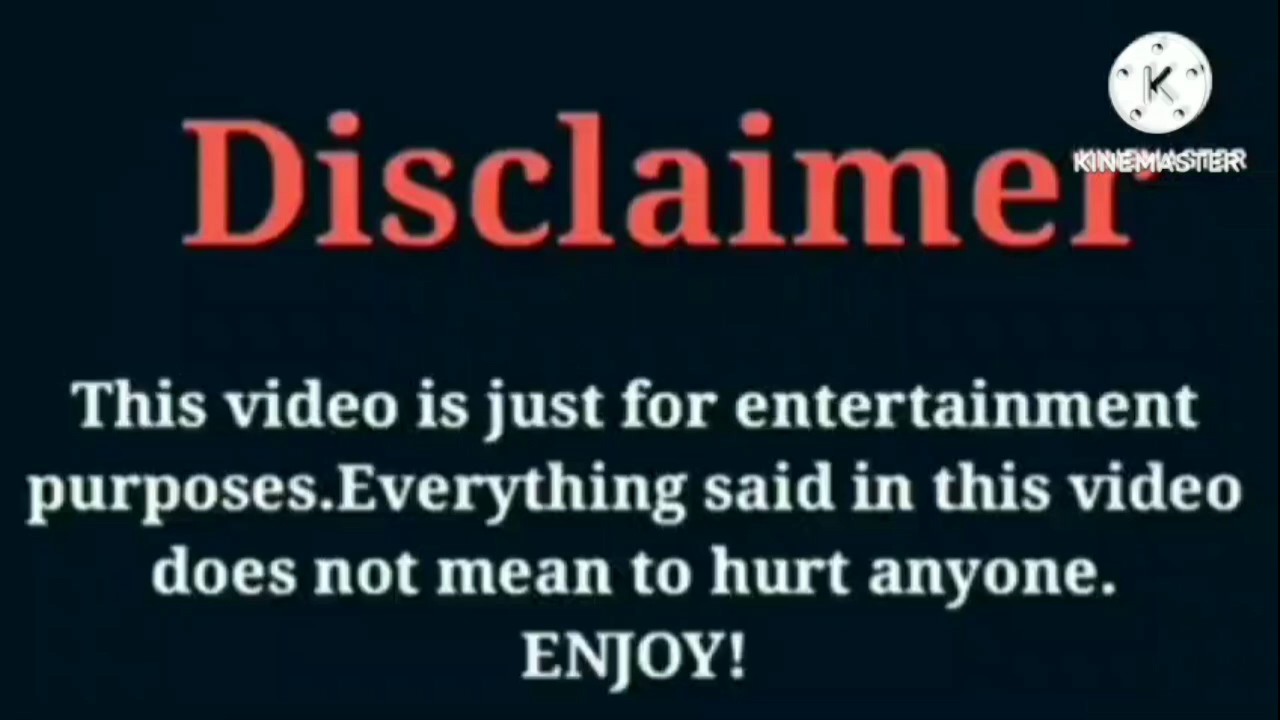 K
KINEMASTER
Disclaimer
This video is just for entertainment
purposes.Everything said in this video
does not mean to hurt anyone.
ENJOY!